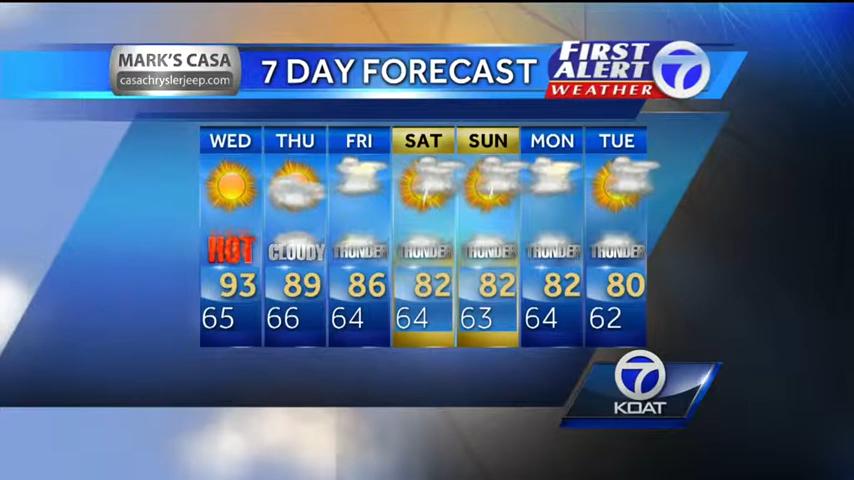 MARK'S CASA
casachryslerjeep.com
7 DAY FORECAST
FIRST
ALERT 7
WEATHER
WED THU FRI SAT SUN MON TUE
HOT CLOUDY THUNDER THUNDER THUNDER THUNDER THUNDER
93 89 86 82 82 82 80
65 66 64 64 63 64 62
7
KOAT